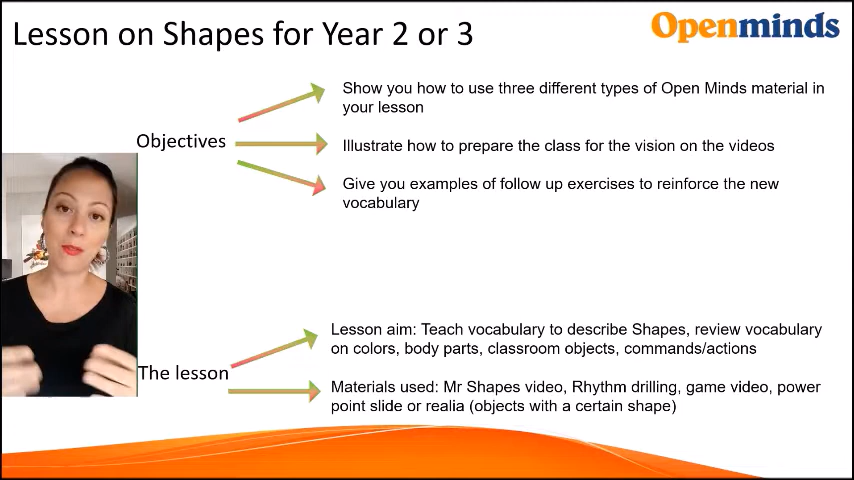 Lesson on Shapes for Year 2 or 3
Openminds
Show you how to use three different types of Open Minds material in
your lesson
Objectives
Illustrate how to prepare the class for the vision on the videos
Give you examples of follow up exercises to reinforce the new
vocabulary
Lesson aim: Teach vocabulary to describe Shapes, review vocabulary
on colors, body parts, classroom objects, commands/actions
The lesson
Materials used: Mr Shapes video, Rhythm drilling, game video, power
point slide or realia (objects with a certain shape)